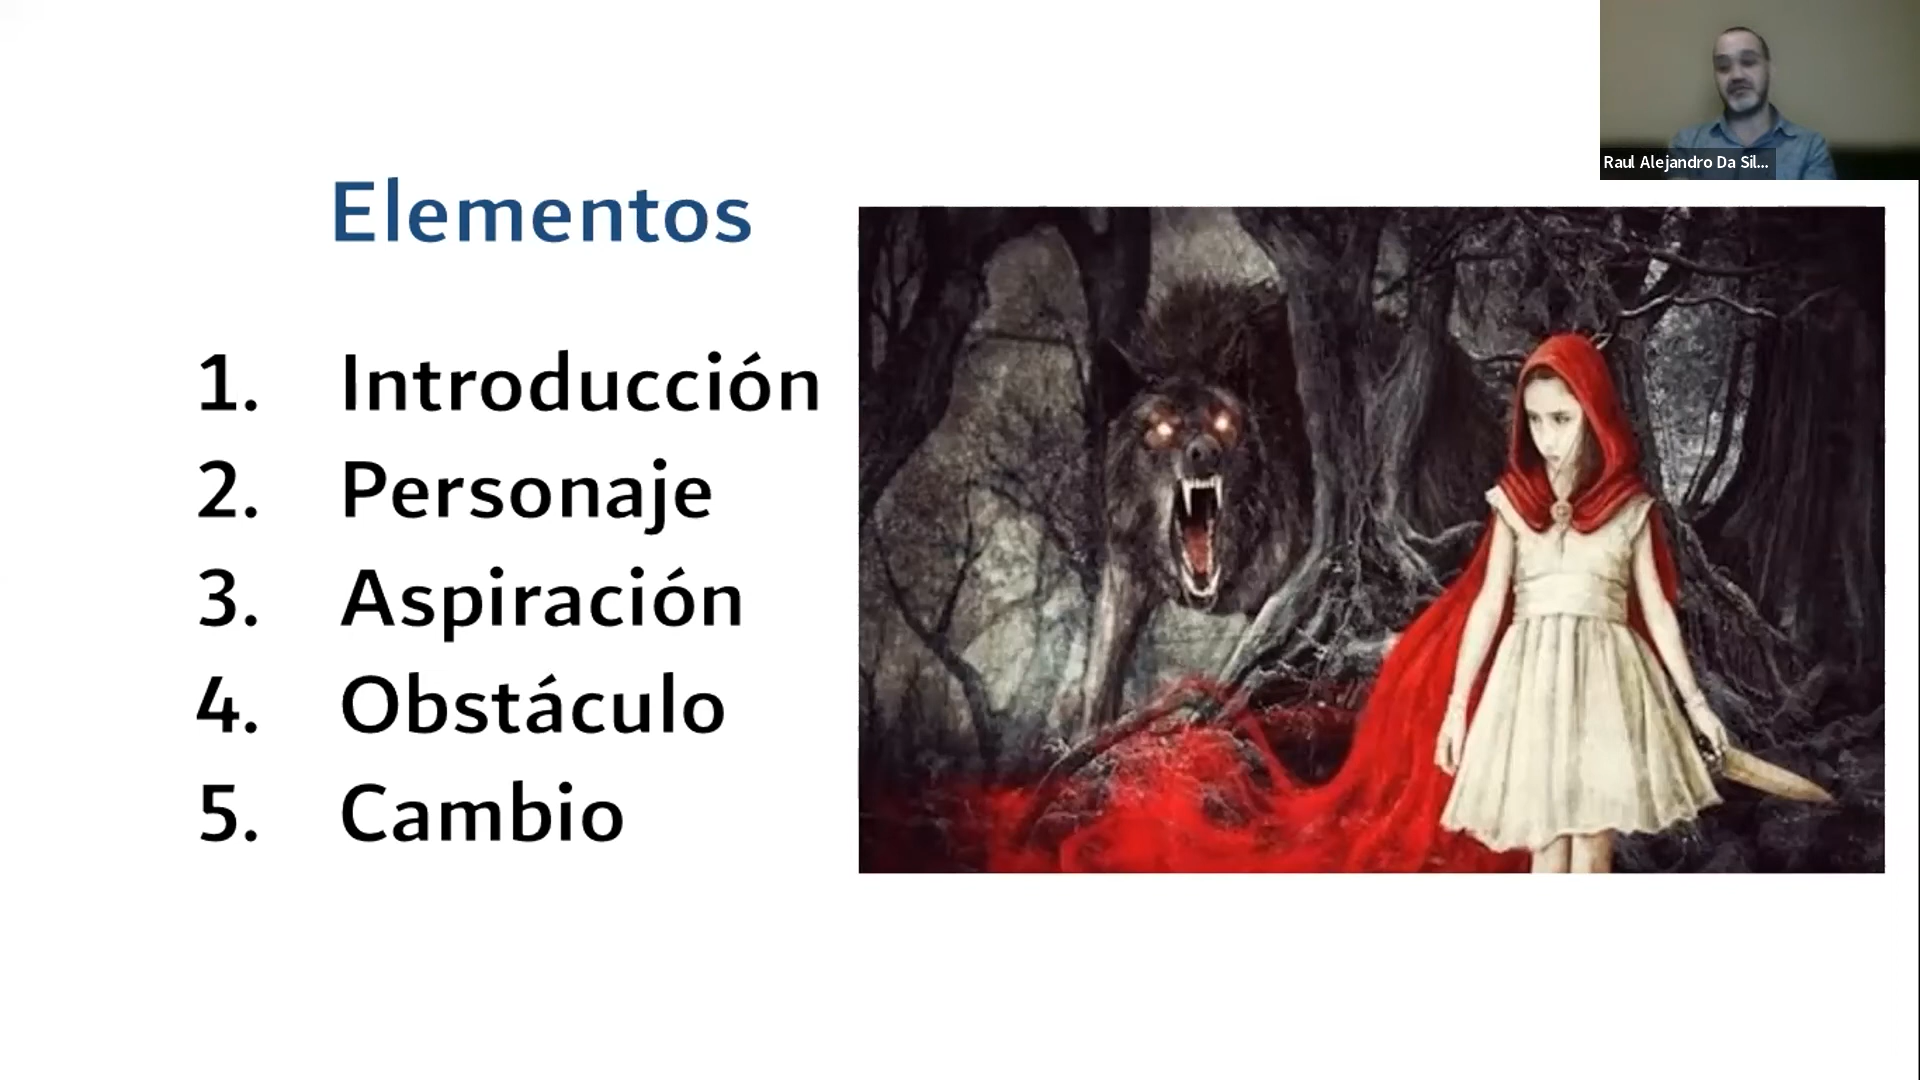 Raul Alejandro Da Sil...
Elementos
1. Introducción
2. Personaje
3. Aspiración
4. Obstáculo
5. Cambio